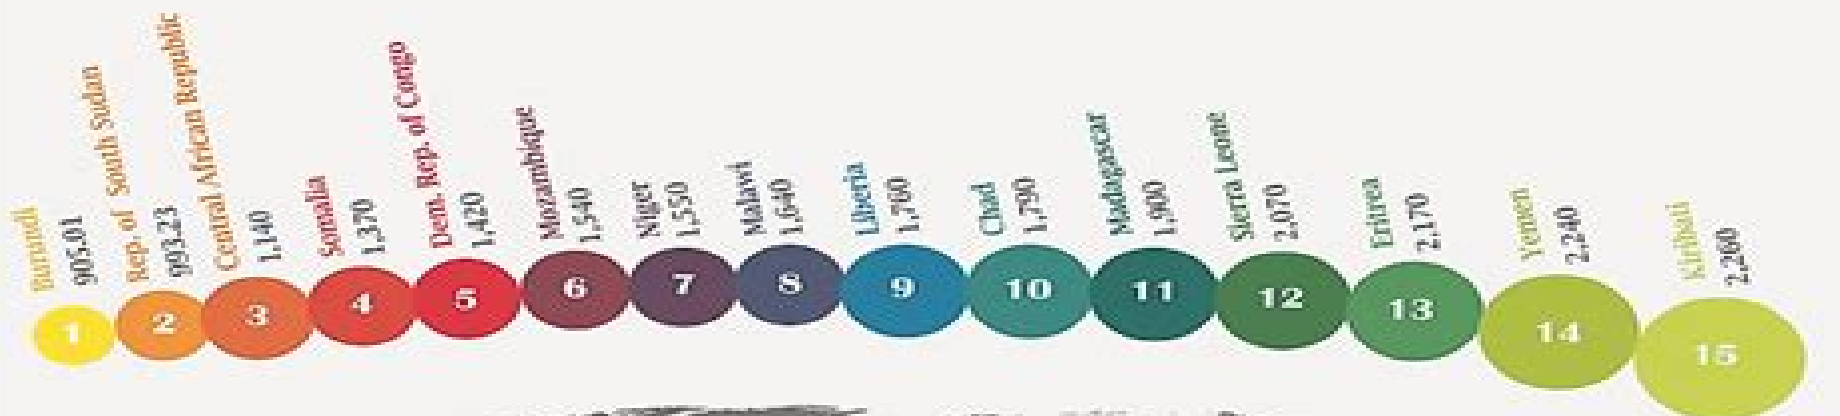 Burundi
905.01
1
Rep. of South Sudan
993.23
2
Central African Republic
1,140
3
Somalia
1,370
4
Dem. Rep. of Congo
1,420
5
Mozambique
1,540
6
Niger
1,550
7
Malawi
1,640
8
Liberia
1,760
9
Chad
1,790
10
Madagascar
1,900
11
Sierra Leone
2,070
12
Eritrea
2,170
13
Yemen
2,240
14
Kiribati
2,260
15